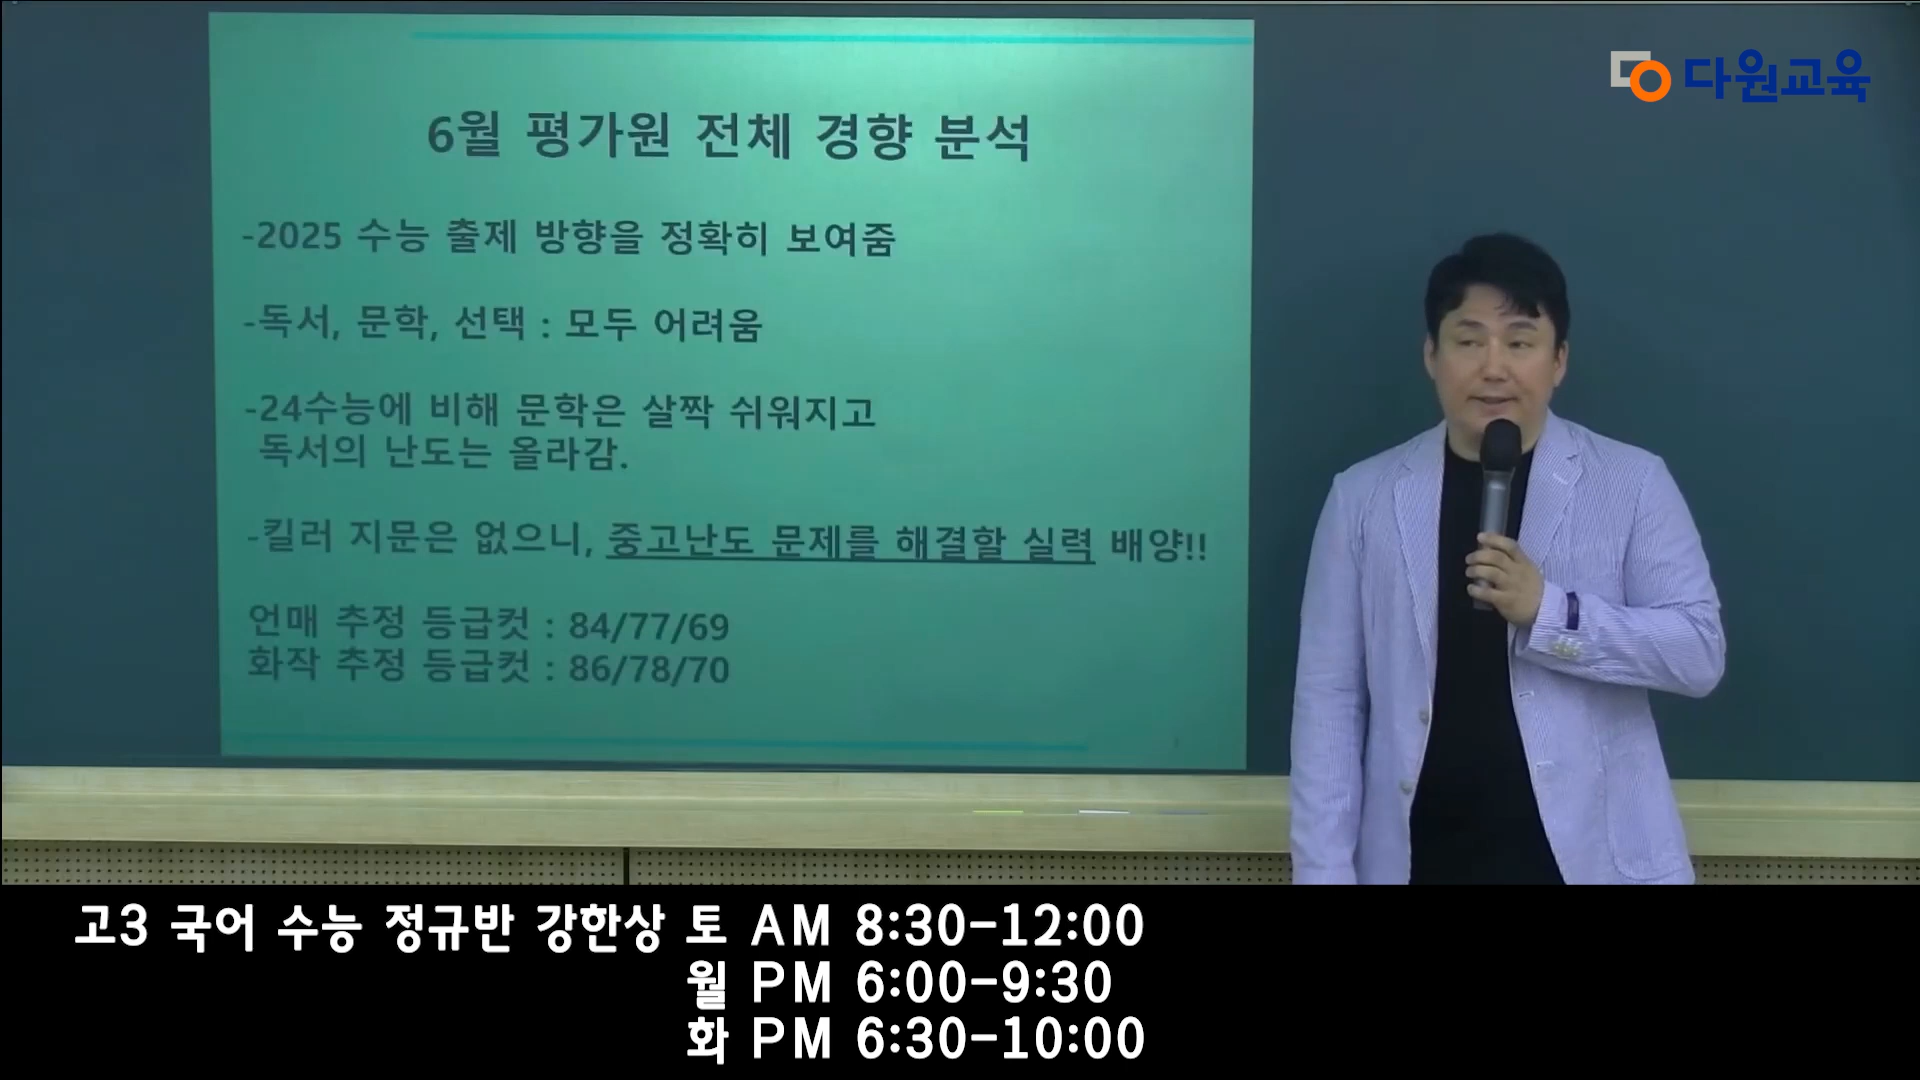 다원교육
6월 평가원 전체 경향 분석
-2025 수능 출제 방향을 정확히 보여줌
-독서, 문학, 선택 : 모두 어려움
-24수능에 비해 문학은 살짝 쉬워지고
독서의 난도는 올라감.
-킬러 지문은 없으니, 중고난도 문제를 해결할 실력 배양!!
언매 추정 등급컷 : 84/77/69
화작 추정 등급컷 : 86/78/70
고3 국어 수능 정규반 강한상 토 AM 8:30-12:00
월 PM 6:00-9:30
화 PM 6:30-10:00